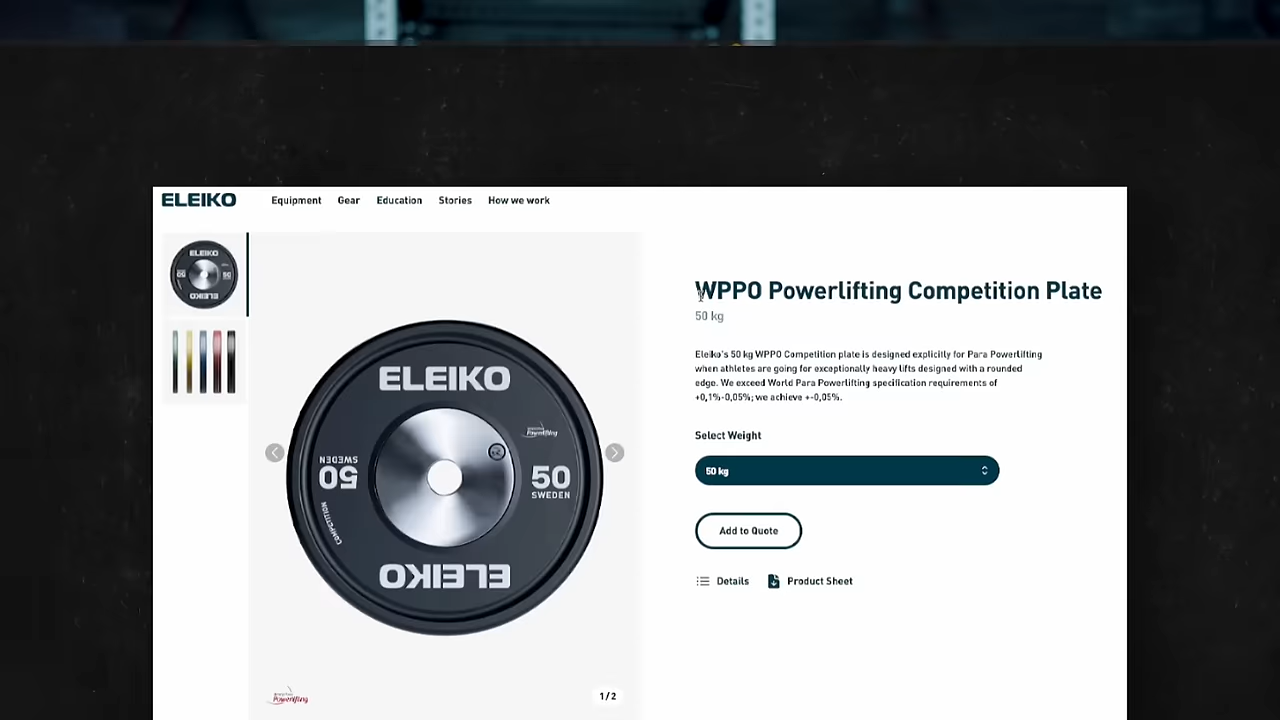 ELEIKO
Equipment
Gear
Education
Stories
How we work
ELEIKO
50
ELEIKO
Powerlifting
50
SWEDEN
50
SWEDEN
COMPETITION
ELEIKO
Powerlifting
1/2
WPPO Powerlifting Competition Plate
50 kg
Eleiko's 50 kg WPPO Competition plate is designed explicitly for Para Powerlifting
when athletes are going for exceptionally heavy lifts designed with a rounded
edge. We exceed World Para Powerlifting specification requirements of
+0,1%-0,05%; we achieve +-0,05%.
Select Weight
50 kg
Add to Quote
Details
Product Sheet